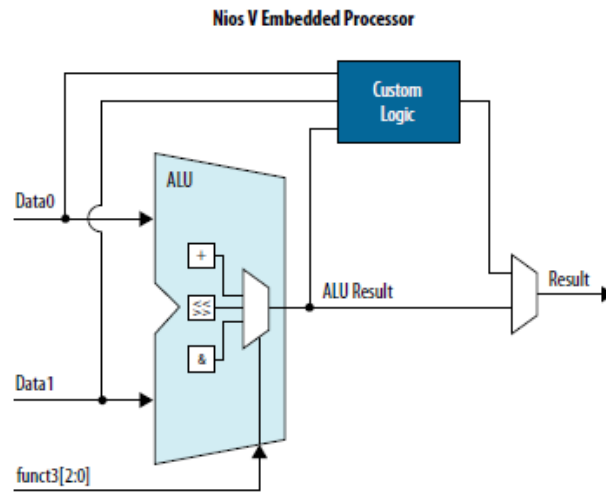 Nios V Embedded Processor
Custom
Logic
ALU
Data0
+
<<
>>
ALU Result
Result
&
Data1
funct3[2:0]